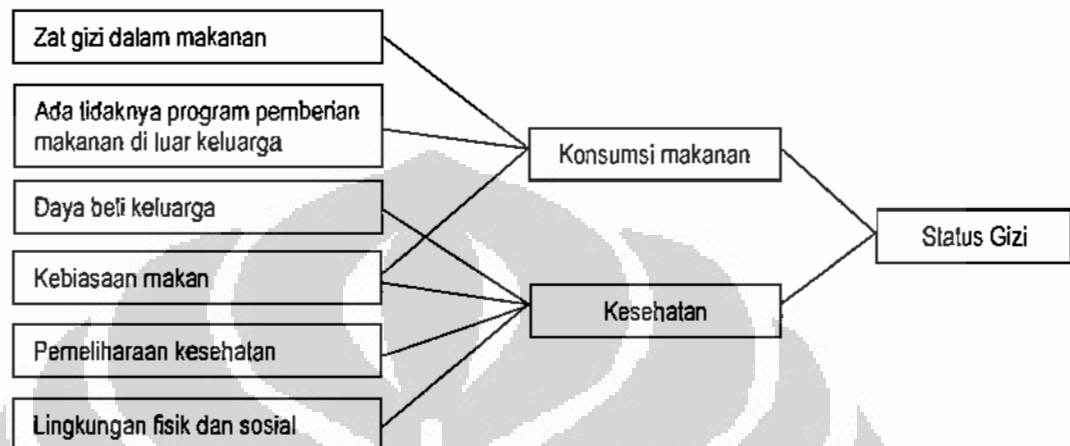 Zat gizi dalam makanan
Ada tidaknya program pemberian
makanan di luar keluarga
Daya beli keluarga
Kebiasaan makan
Pemeliharaan kesehatan
Lingkungan fisik dan sosial
Konsumsi makanan
Kesehatan
Status Gizi